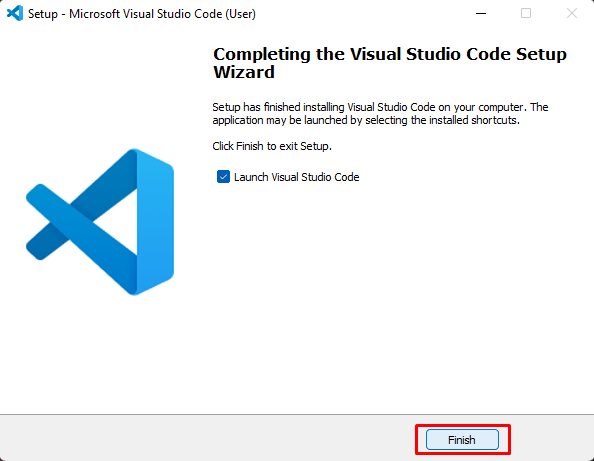 Setup - Microsoft Visual Studio Code (User)
Completing the Visual Studio Code Setup
Wizard
Setup has finished installing Visual Studio Code on your computer. The
application may be launched by selecting the installed shortcuts.
Click Finish to exit Setup.
Launch Visual Studio Code
Finish